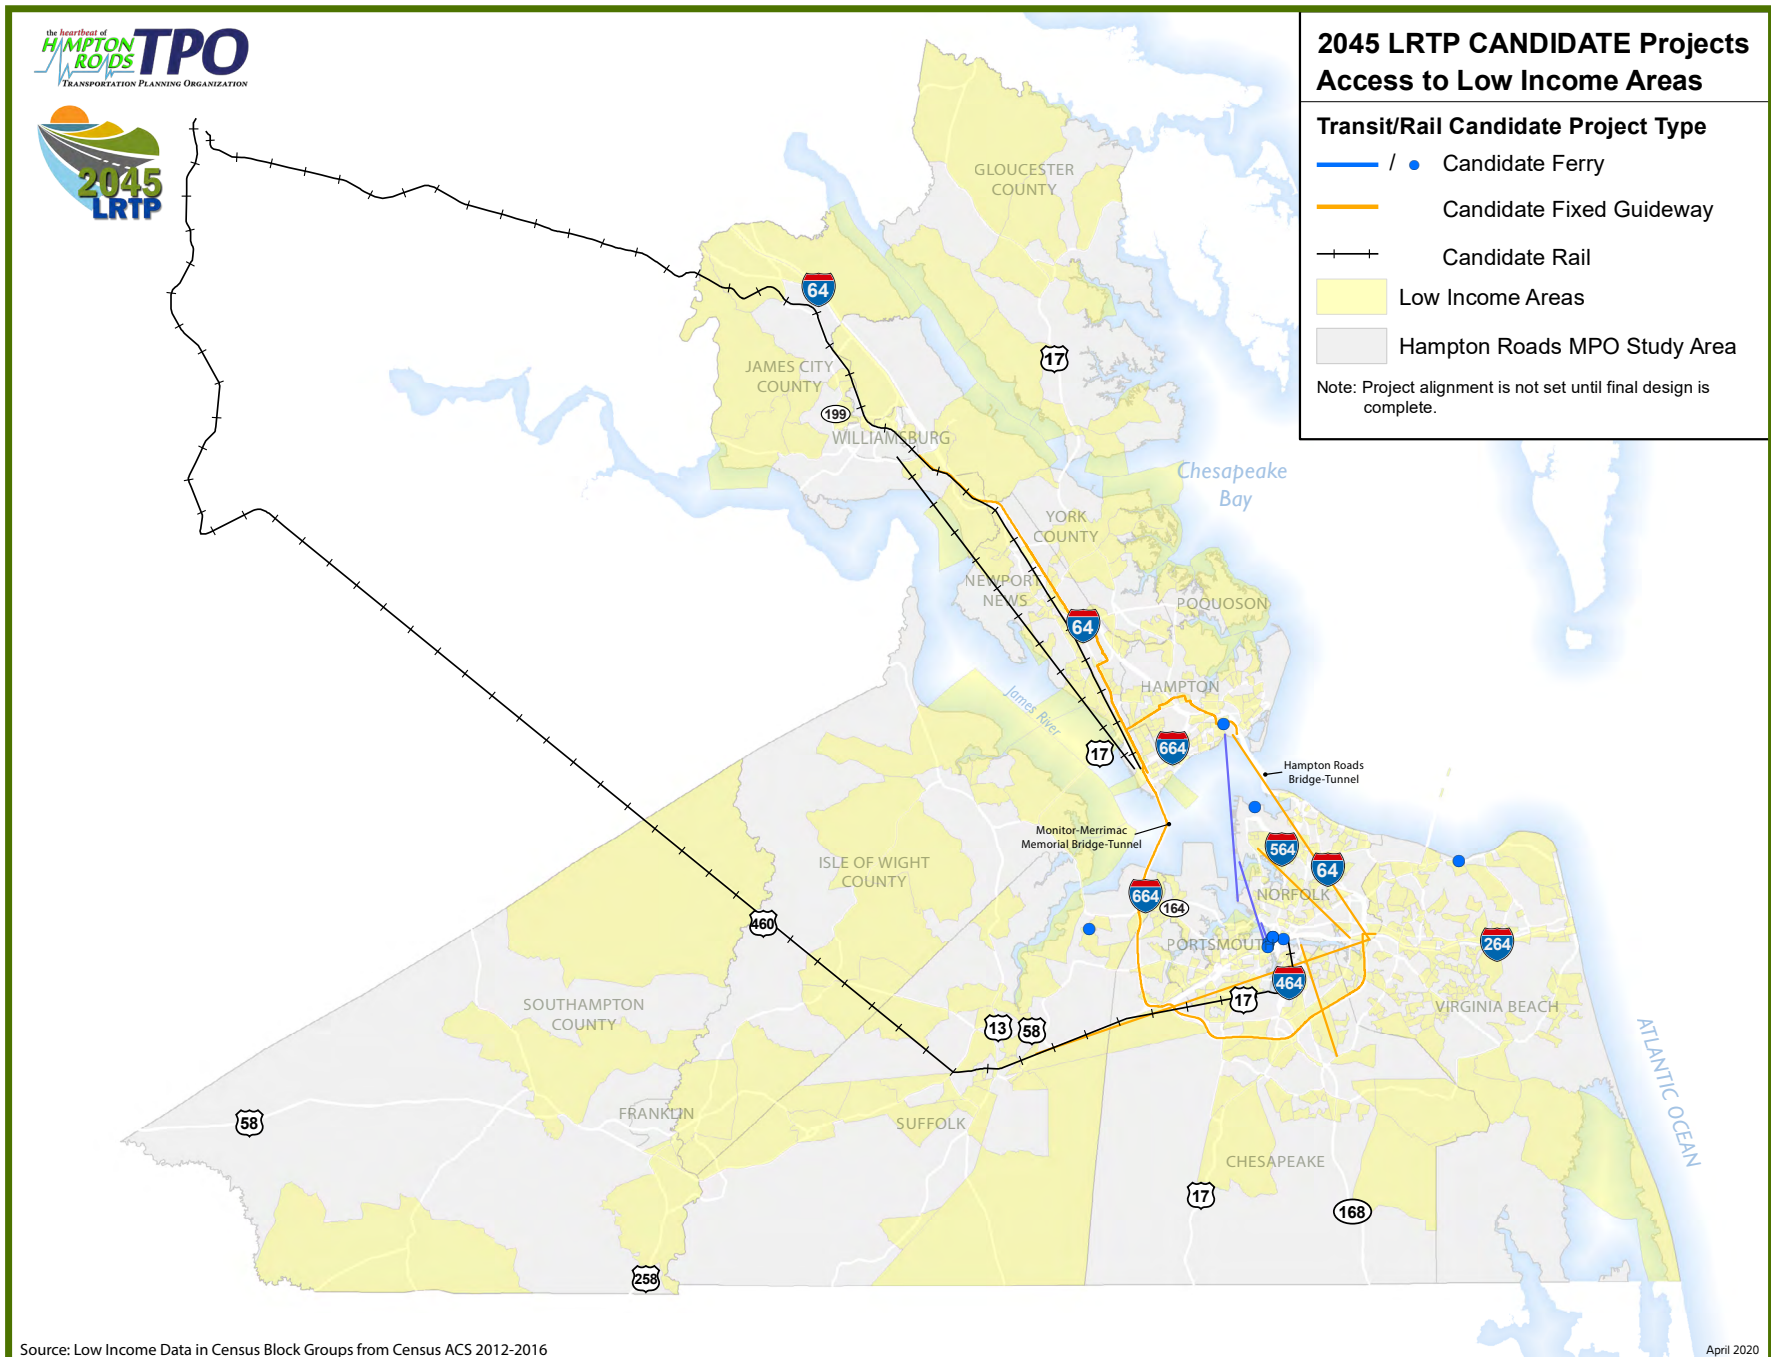 the heartbeat of
HAMPTON
ROADS
TPO
TRANSPORTATION PLANNING ORGANIZATION
2045
LRTP
2045 LRTP CANDIDATE Projects
Access to Low Income Areas
Transit/Rail Candidate Project Type
/ Candidate Ferry
Candidate Fixed Guideway
Candidate Rail
Low Income Areas
Hampton Roads MPO Study Area
Note: Project alignment is not set until final design is
complete.
GLOUCESTER
COUNTY
64
17
JAMES CITY
COUNTY
199
WILLIAMSBURG
Chesapeake
Bay
YORK
COUNTY
NEWPORT
NEWS
POQUOSON
64
HAMPTON
James River
17
664
Hampton Roads
Bridge-Tunnel
Monitor-Merrimac
Memorial Bridge-Tunnel
564
64
ISLE OF WIGHT
COUNTY
664
164
NORFOLK
460
PORTSMOUTH
264
464
17
SOUTHAMPTON
COUNTY
13
58
VIRGINIA BEACH
ATLANTIC OCEAN
58
FRANKLIN
SUFFOLK
CHESAPEAKE
17
168
258
Source: Low Income Data in Census Block Groups from Census ACS 2012-2016
April 2020